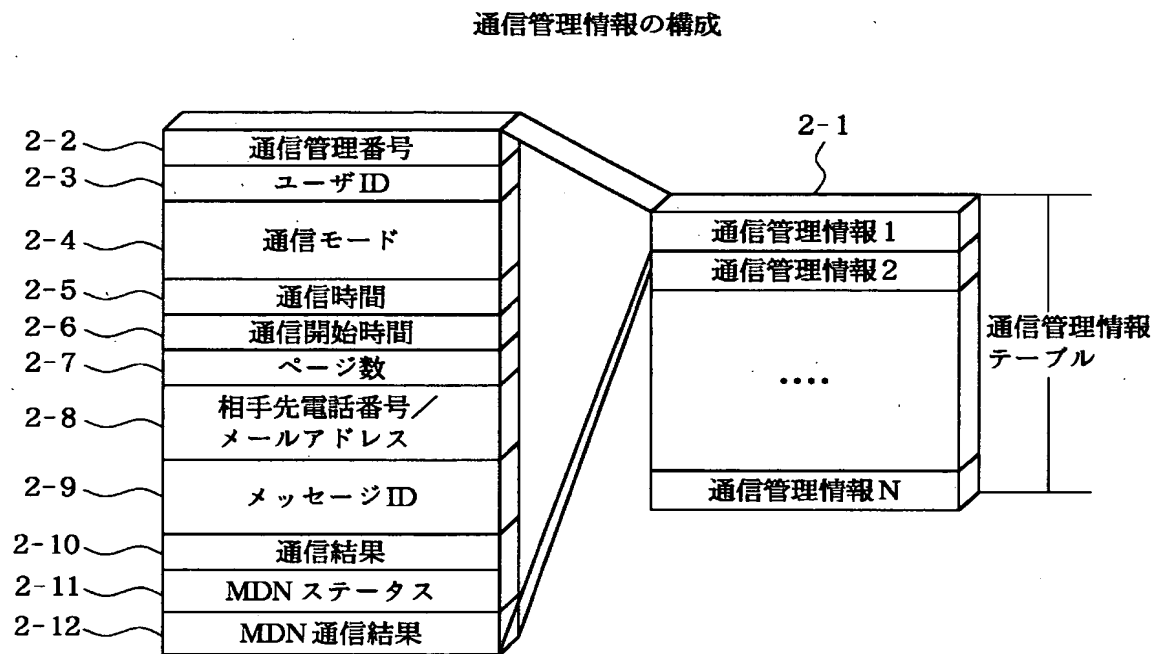 通信管理情報の構成
2-2
通信管理番号
2-3
ユーザID
2-4
通信モード
2-5
通信時間
2-6
通信開始時間
2-7
ページ数
2-8
相手先電話番号／
メールアドレス
2-9
メッセージID
2-10
通信結果
2-11
MDNステータス
2-12
MDN通信結果
2-1
通信管理情報1
通信管理情報2
....
通信管理情報N
通信管理情報
テーブル